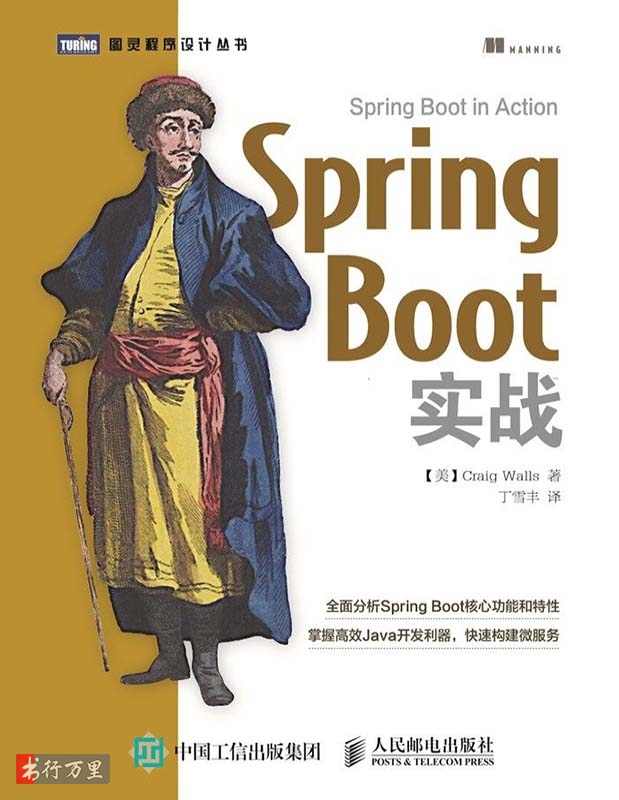 TURING 图灵程序设计丛书
MANNING
Spring Boot in Action
Spring
Boot
实战
【美】Craig Walls 著
丁雪丰 译
全面分析Spring Boot核心功能和特性
掌握高效Java开发利器，快速构建微服务
中国工信出版集团
人民邮电出版社
POSTS & TELECOM PRESS
书行万里